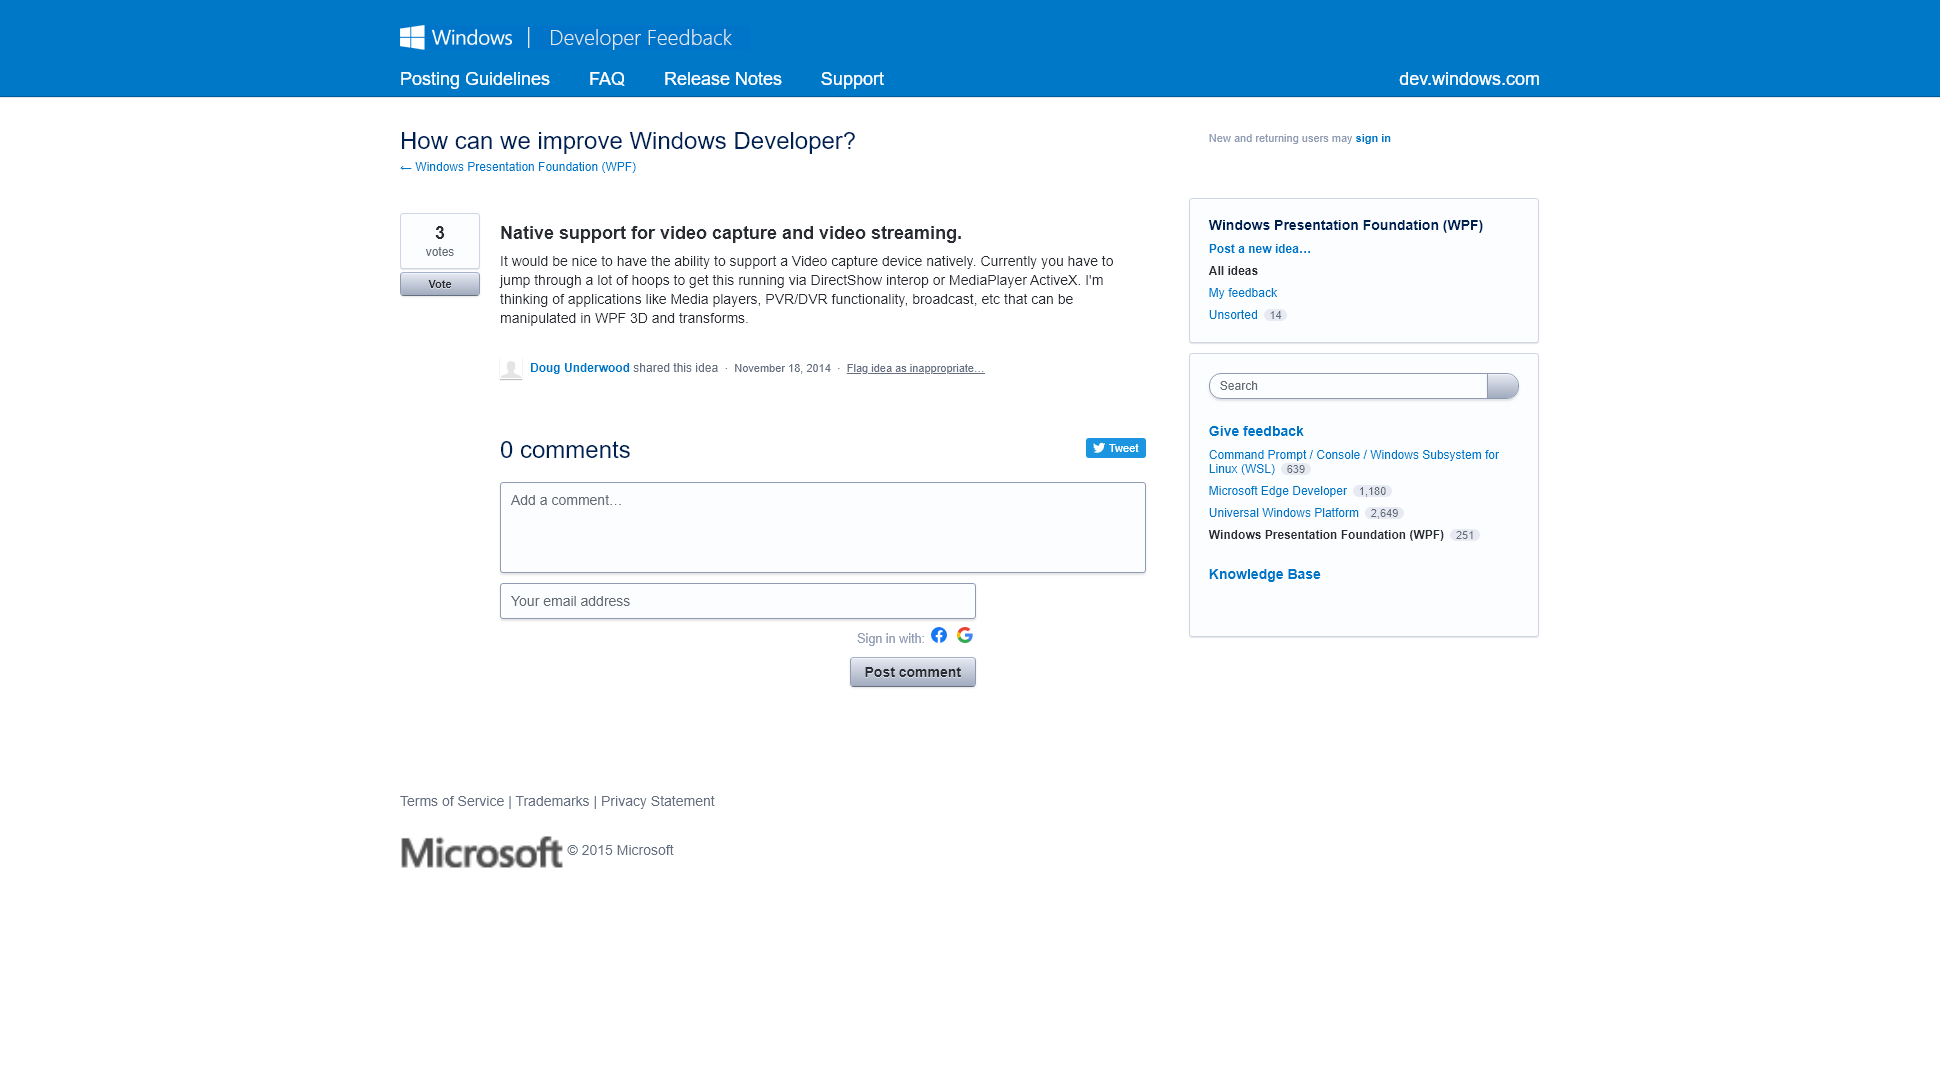 Windows | Developer Feedback
Posting Guidelines FAQ Release Notes Support dev.windows.com
How can we improve Windows Developer?
← Windows Presentation Foundation (WPF)
New and returning users may sign in
3
votes
Vote
Native support for video capture and video streaming.
It would be nice to have the ability to support a Video capture device natively. Currently you have to
jump through a lot of hoops to get this running via DirectShow interop or MediaPlayer ActiveX. I'm
thinking of applications like Media players, PVR/DVR functionality, broadcast, etc that can be
manipulated in WPF 3D and transforms.
Doug Underwood shared this idea · November 18, 2014 · Flag idea as inappropriate…
0 comments
Tweet
Add a comment…
Your email address
Sign in with:
Post comment
Windows Presentation Foundation (WPF)
Post a new idea…
All ideas
My feedback
Unsorted 14
Search
Give feedback
Command Prompt / Console / Windows Subsystem for
Linux (WSL) 639
Microsoft Edge Developer 1,180
Universal Windows Platform 2,649
Windows Presentation Foundation (WPF) 251
Knowledge Base
Terms of Service | Trademarks | Privacy Statement
Microsoft © 2015 Microsoft